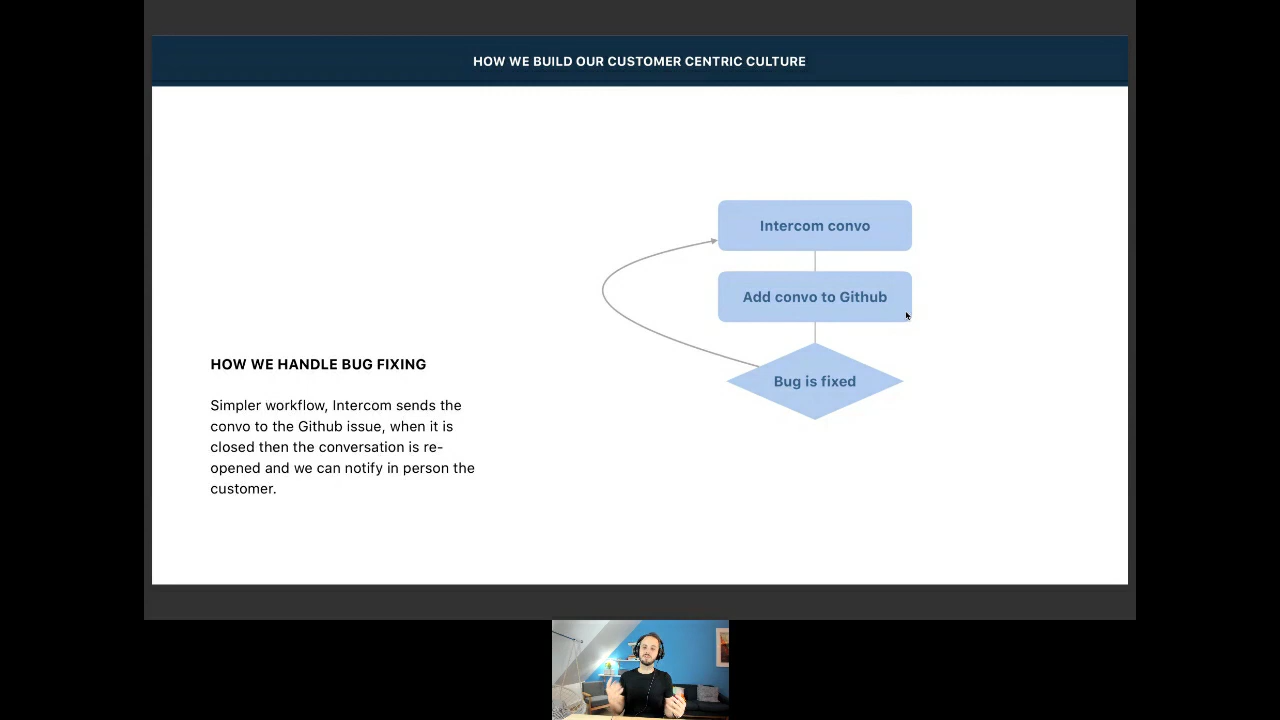 HOW WE BUILD OUR CUSTOMER CENTRIC CULTURE
Intercom convo
Add convo to Github
Bug is fixed
HOW WE HANDLE BUG FIXING
Simpler workflow, Intercom sends the
convo to the Github issue, when it is
closed then the conversation is re-
opened and we can notify in person the
customer.